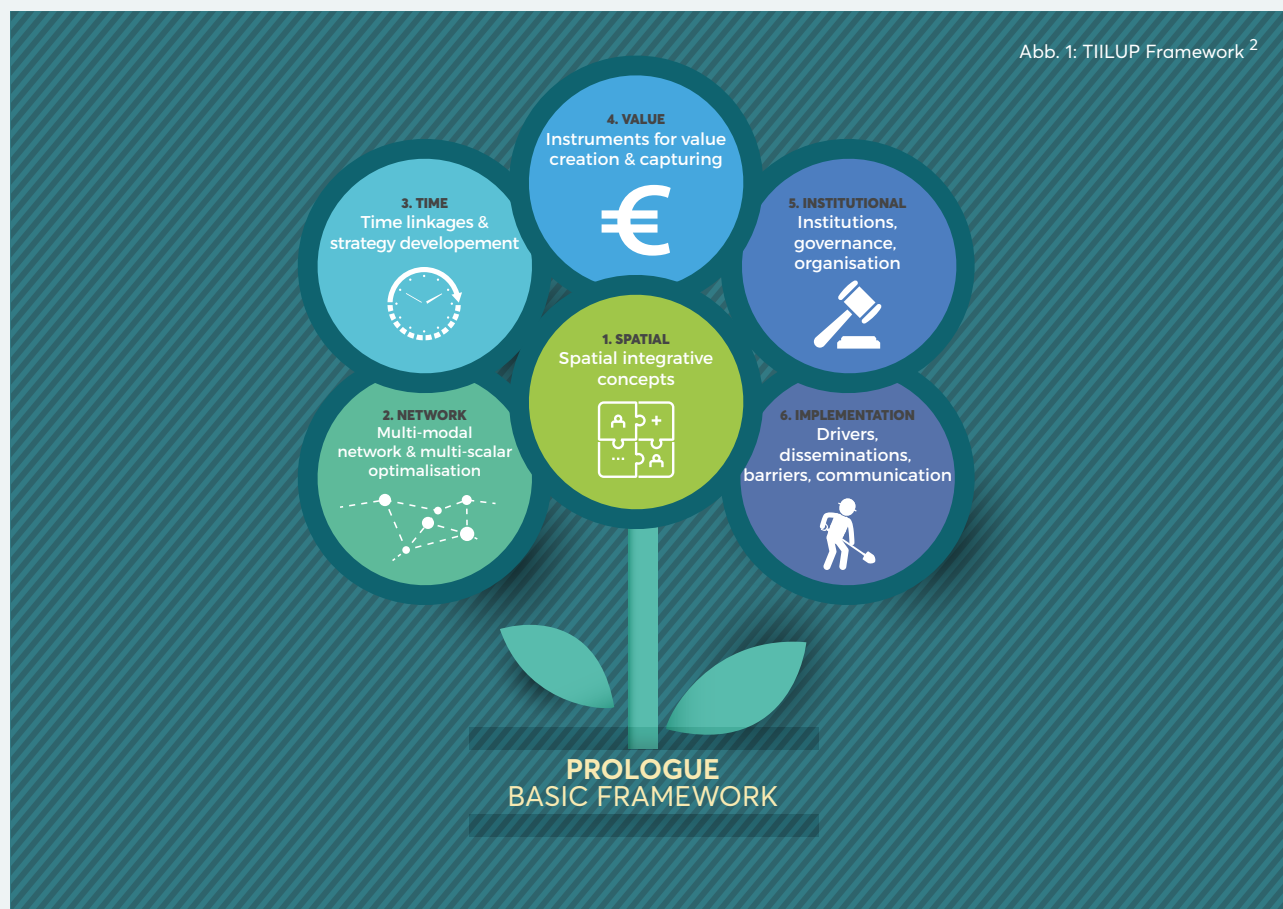 Abb. 1: TIILUP Framework 2
4. VALUE
Instruments for value
creation & capturing
3. TIME
Time linkages &
strategy developement
5. INSTITUTIONAL
Institutions,
governance,
organisation
1. SPATIAL
Spatial integrative
concepts
2. NETWORK
Multi-modal
network & multi-scalar
optimalisation
6. IMPLEMENTATION
Drivers,
disseminations,
barriers, communication
PROLOGUE
BASIC FRAMEWORK